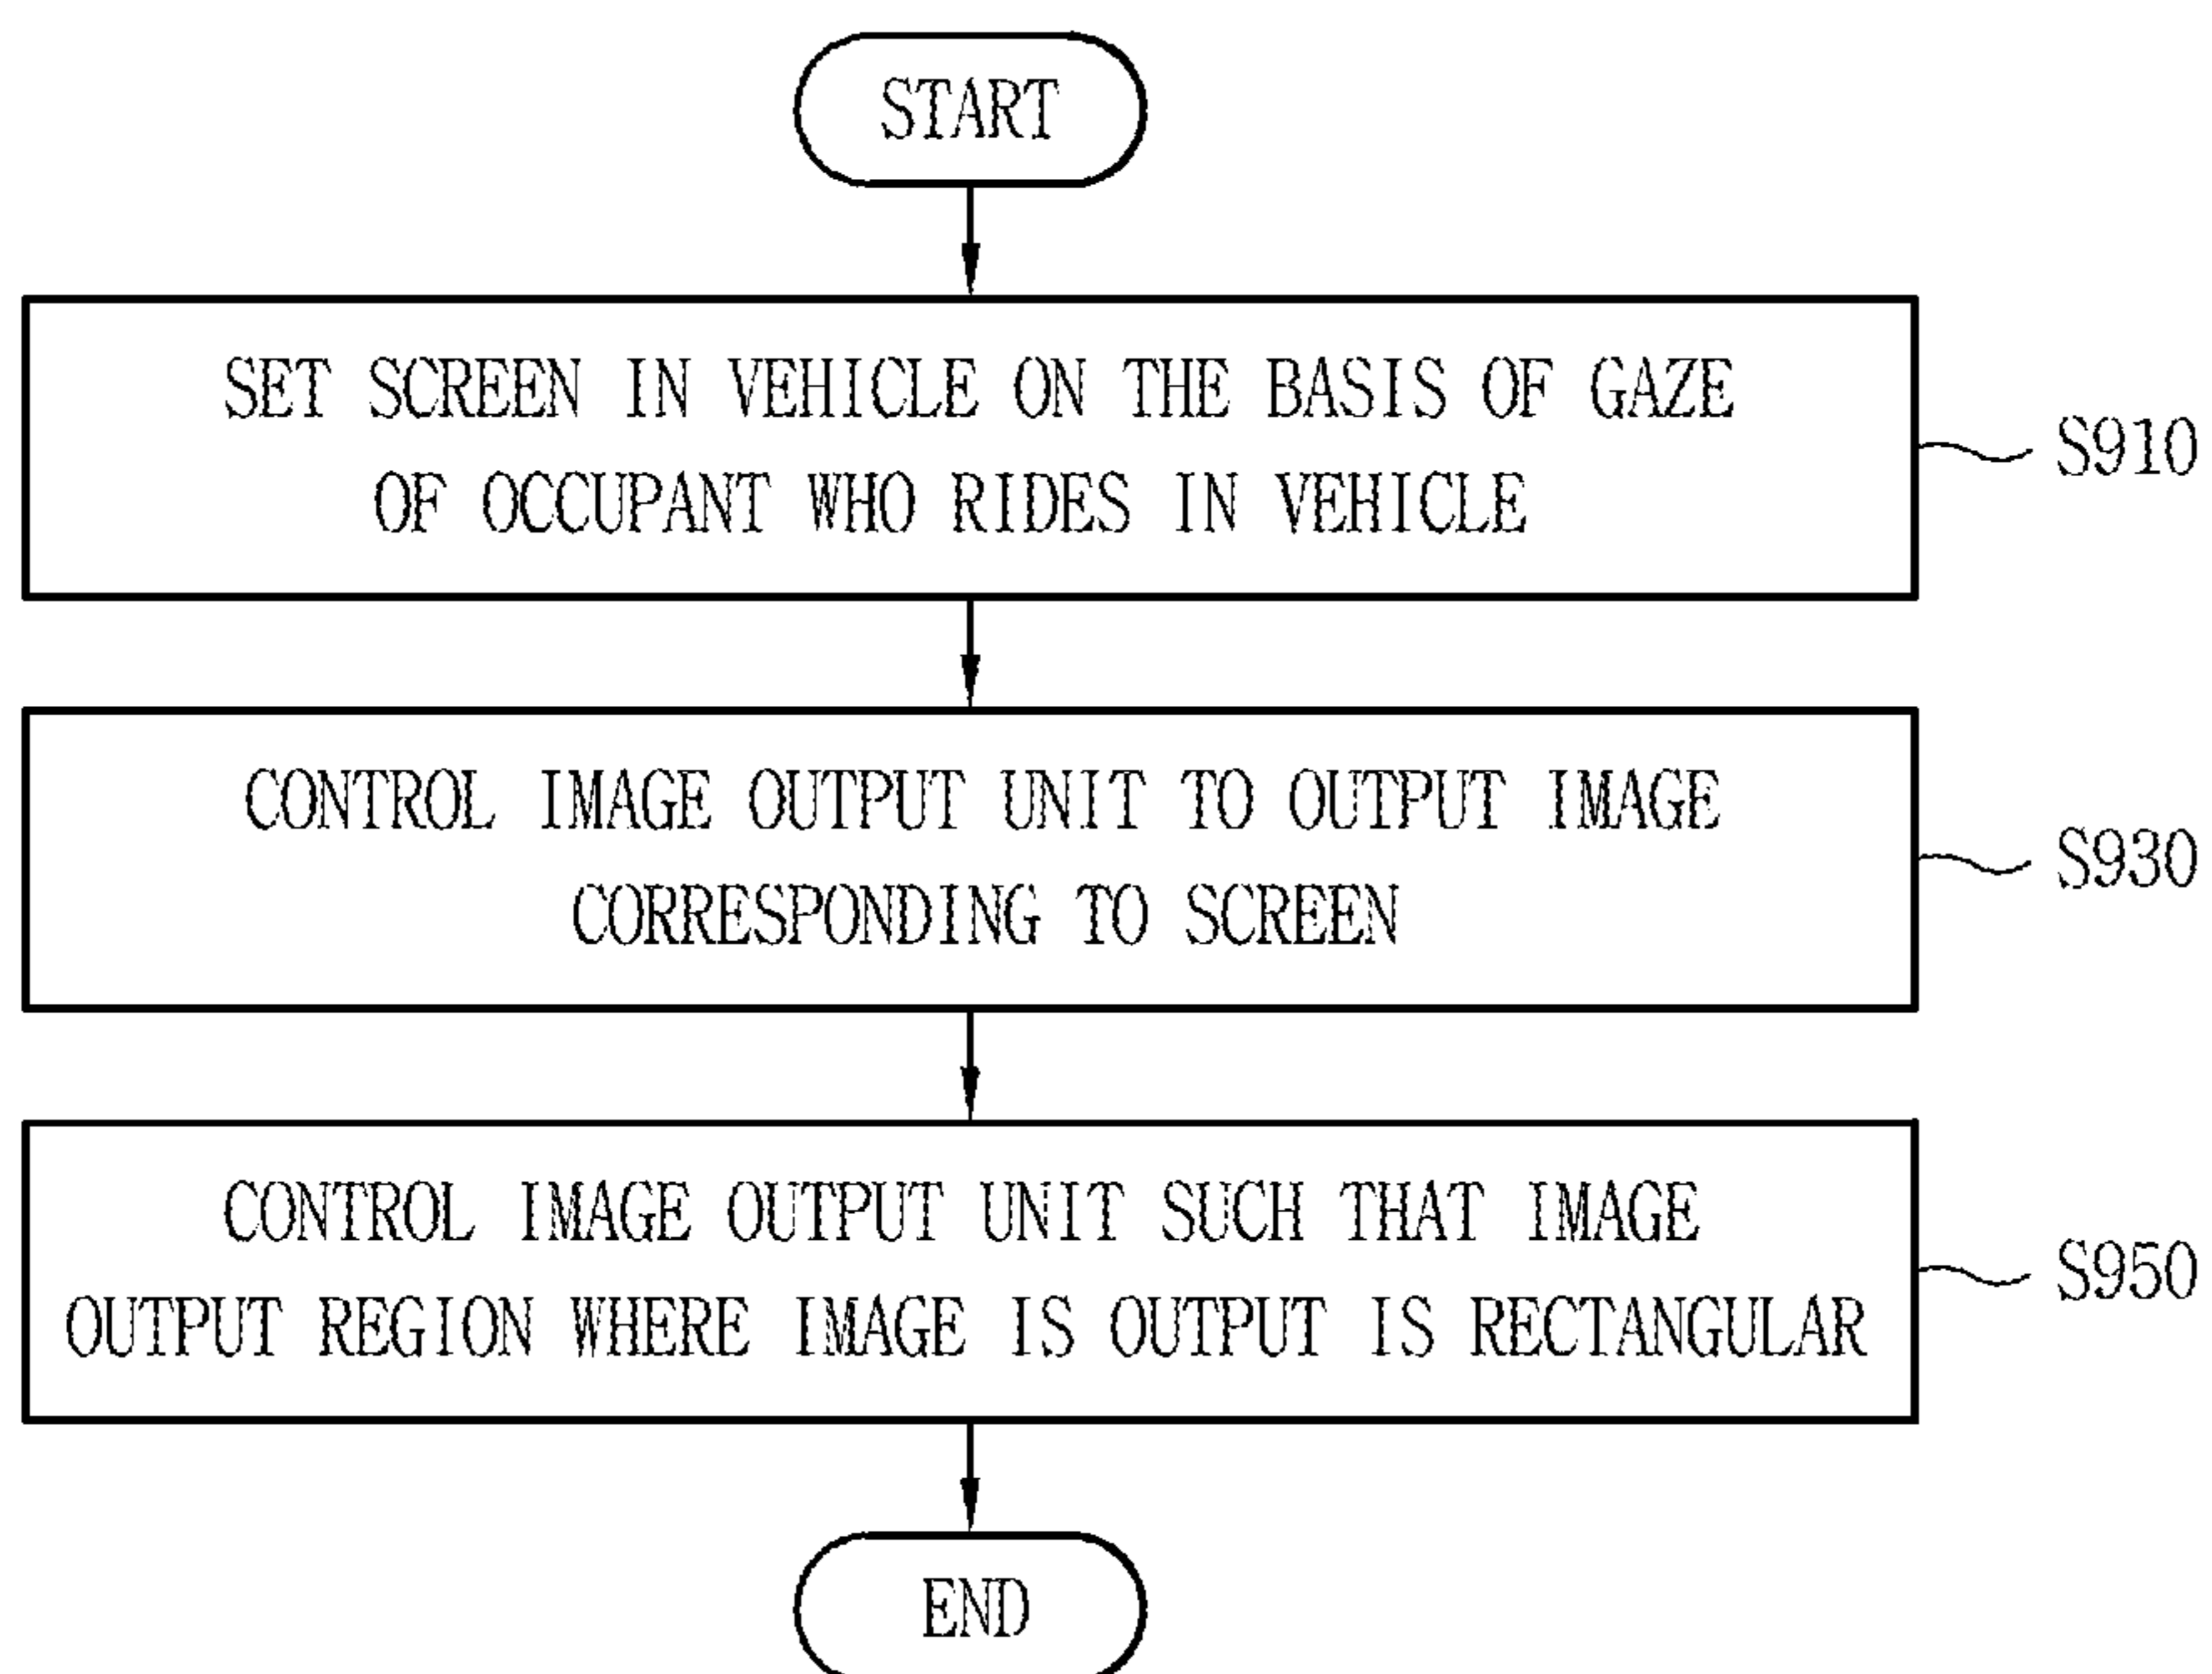 START
SET SCREEN IN VEHICLE ON THE BASIS OF GAZE
OF OCCUPANT WHO RIDES IN VEHICLE
S910
CONTROL IMAGE OUTPUT UNIT TO OUTPUT IMAGE
CORRESPONDING TO SCREEN
S930
CONTROL IMAGE OUTPUT UNIT SUCH THAT IMAGE
OUTPUT REGION WHERE IMAGE IS OUTPUT IS RECTANGULAR
S950
END